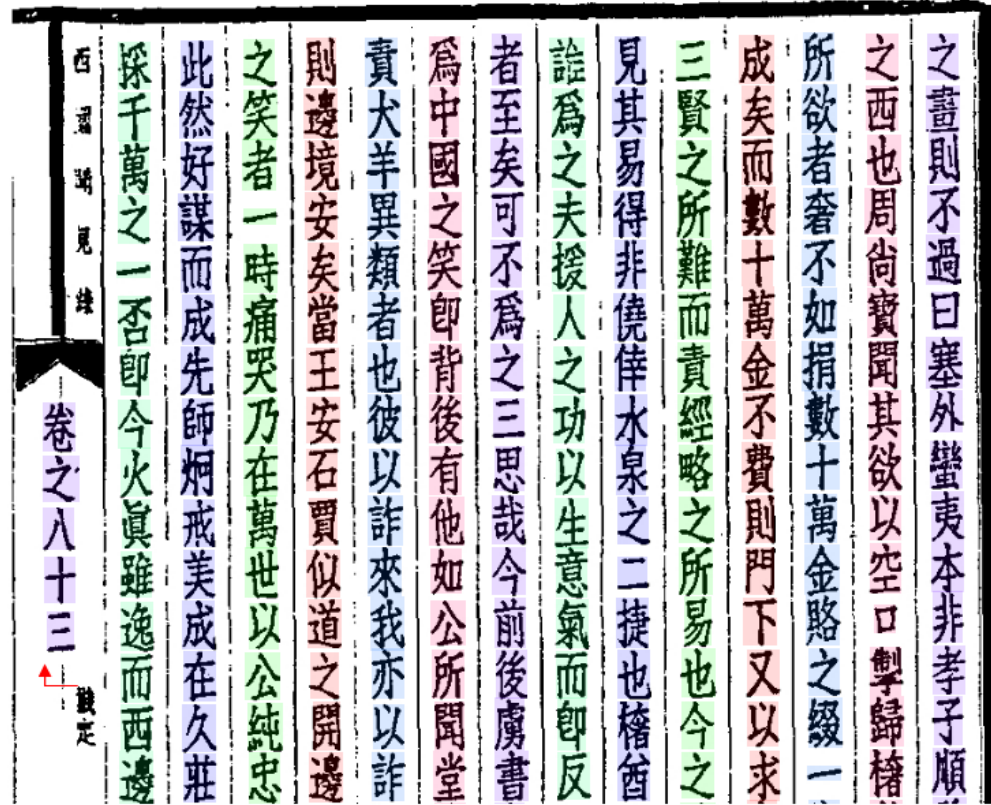 之畫則不過曰塞外蠻夷本非孝子順
之西也周尙寶聞其欲以空口掣歸櫓
所欲者奢不如捐數十萬金賂之綴一
成矣而數十萬金不費則門下又以求
三賢之所難而責經略之所易也今之
見其易得非僥倖水泉之二捷也櫓酋
詭爲之夫援人之功以生意氣而卽反
者至矣可不爲之三思哉今前後虜書
爲中國之笑卽背後有他如公所聞堂
責犬羊異類者也彼以詐來我亦以詐
則邊境安矣當王安石賈似道之開邊
之笑者一時痛哭乃在萬世以公純忠
此然好謀而成先師炯戒美成在久莊
採千萬之一否卽今火眞雖逸而西邊
西園聞見錄
卷之八十三